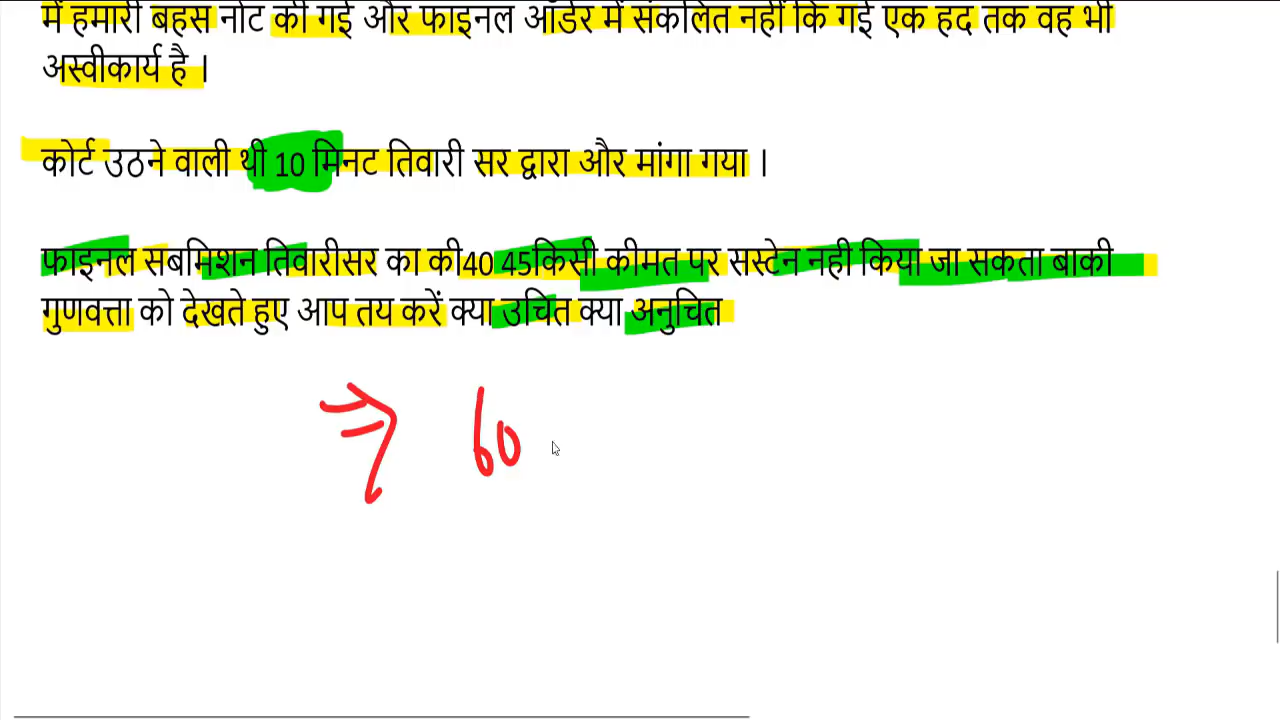 में हमारी बहस नोट की गई और फाइनल ऑर्डर में संकलित नहीं कि गई एक हद तक वह भी
अस्वीकार्य है ।
कोर्ट उठने वाली थी 10 मिनट तिवारी सर द्वारा और मांगा गया ।
फाइनल सबमिशन तिवारीसर का की40 45किसी कीमत पर सस्टेन नही किया जा सकता बाकी
गुणवत्ता को देखते हुए आप तय करें क्या उचित क्या अनुचित
60